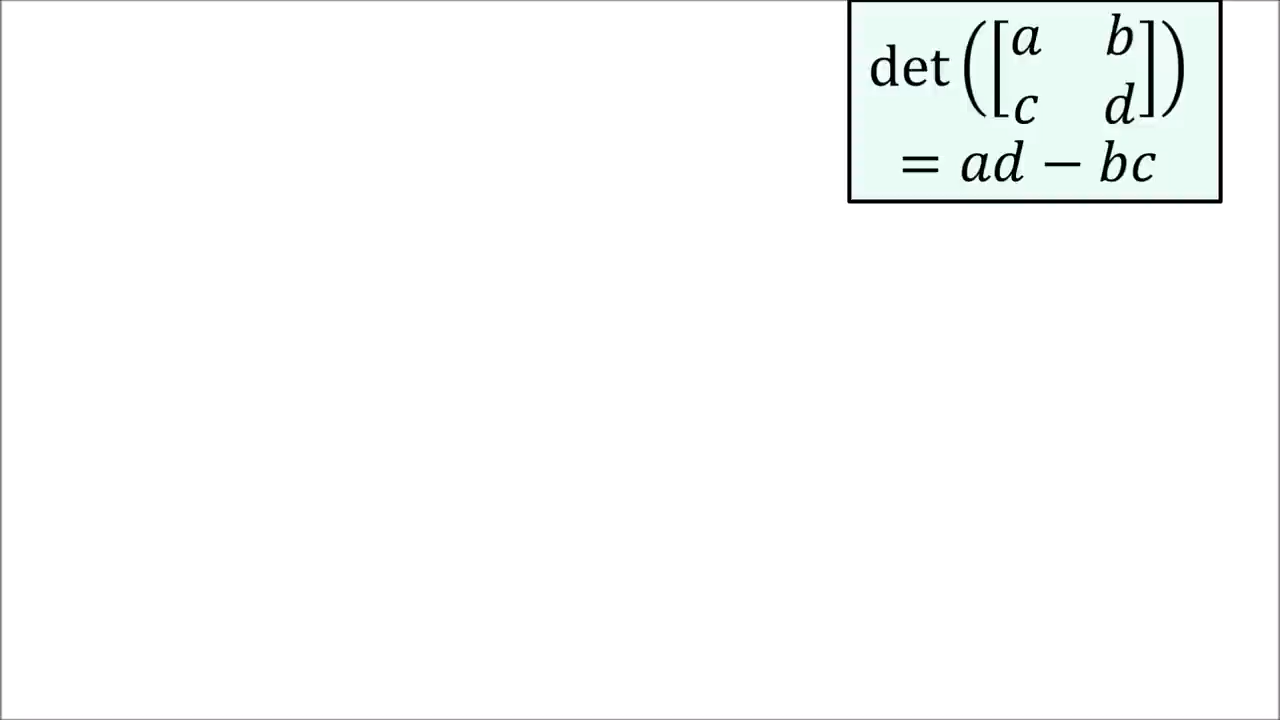 det([a b
c d])
= ad − bc